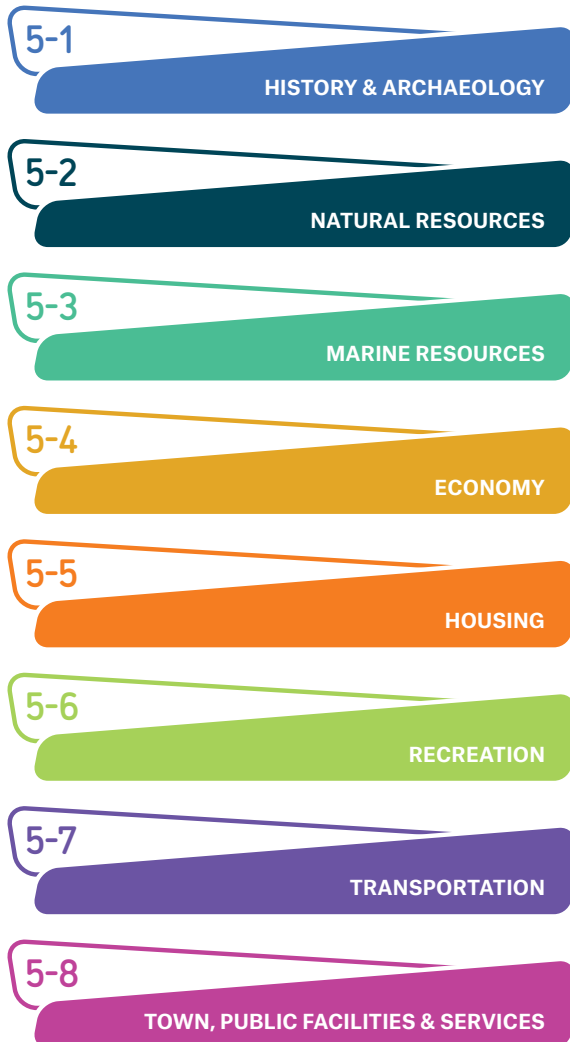 5-1
HISTORY & ARCHAEOLOGY
5-2
NATURAL RESOURCES
5-3
MARINE RESOURCES
5-4
ECONOMY
5-5
HOUSING
5-6
RECREATION
5-7
TRANSPORTATION
5-8
TOWN, PUBLIC FACILITIES & SERVICES